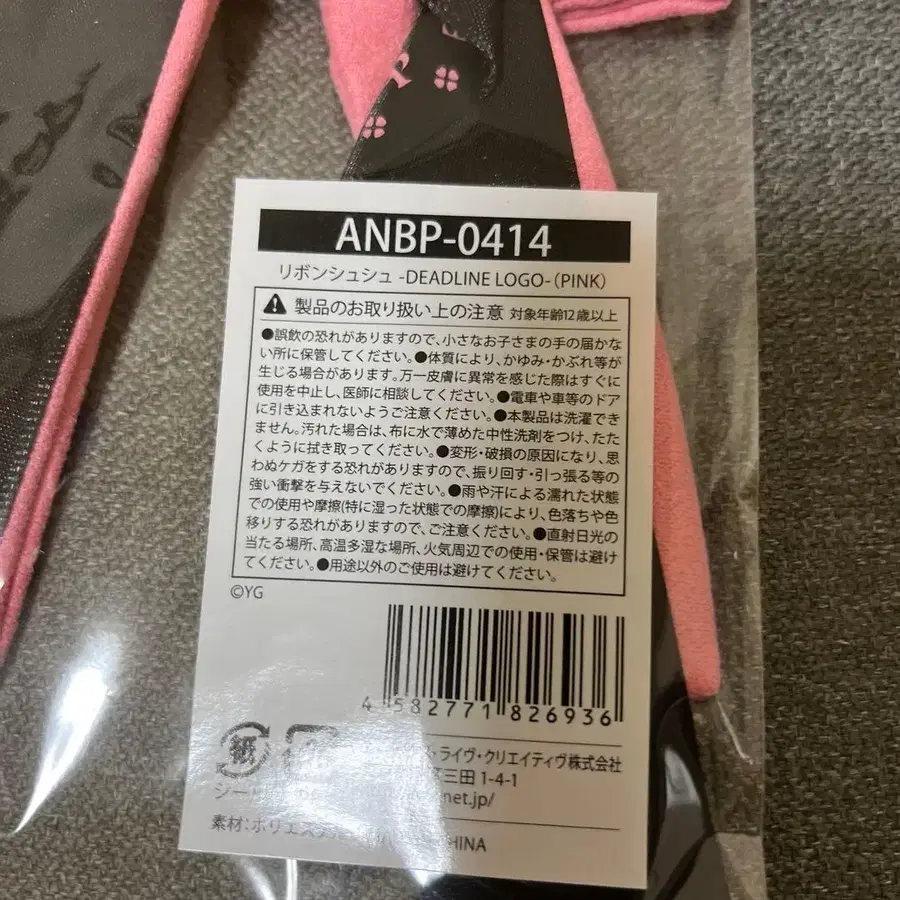 ANBP-0414
リボンシュシュ -DEADLINE LOGO-（PINK）
製品のお取り扱い上の注意 対象年齢12歳以上
●誤飲の恐れがありますので、小さなお子さまの手の届かな
い所に保管してください。●体質により、かゆみ・かぶれ等が
生じる場合があります。万一皮膚に異常を感じた際はすぐに
使用を中止し、医師に相談してください。●電車や車等のドア
に引き込まれないようご注意ください。●本製品は洗濯でき
ません。汚れた場合は、布に水で薄めた中性洗剤をつけ、たた
くように拭き取ってください。●変形・破損の原因になり、思
わぬケガをする恐れがありますので、振り回す・引っ張る等の
強い衝撃を与えないでください。●雨や汗による濡れた状態
での使用や摩擦(特に湿った状態での摩擦)により、色落ちや色
移りする恐れがありますので、ご注意ください。●直射日光の
当たる場所、高温多湿な場所、火気周辺での使用・保管は避け
てください。●用途以外のご使用は避けてください。
©YG
4 582771 826936
紙
ライヴ・クリエイティヴ株式会社
三田 1-4-1
net.jp/
シール
素材：ポリエステ
CHINA